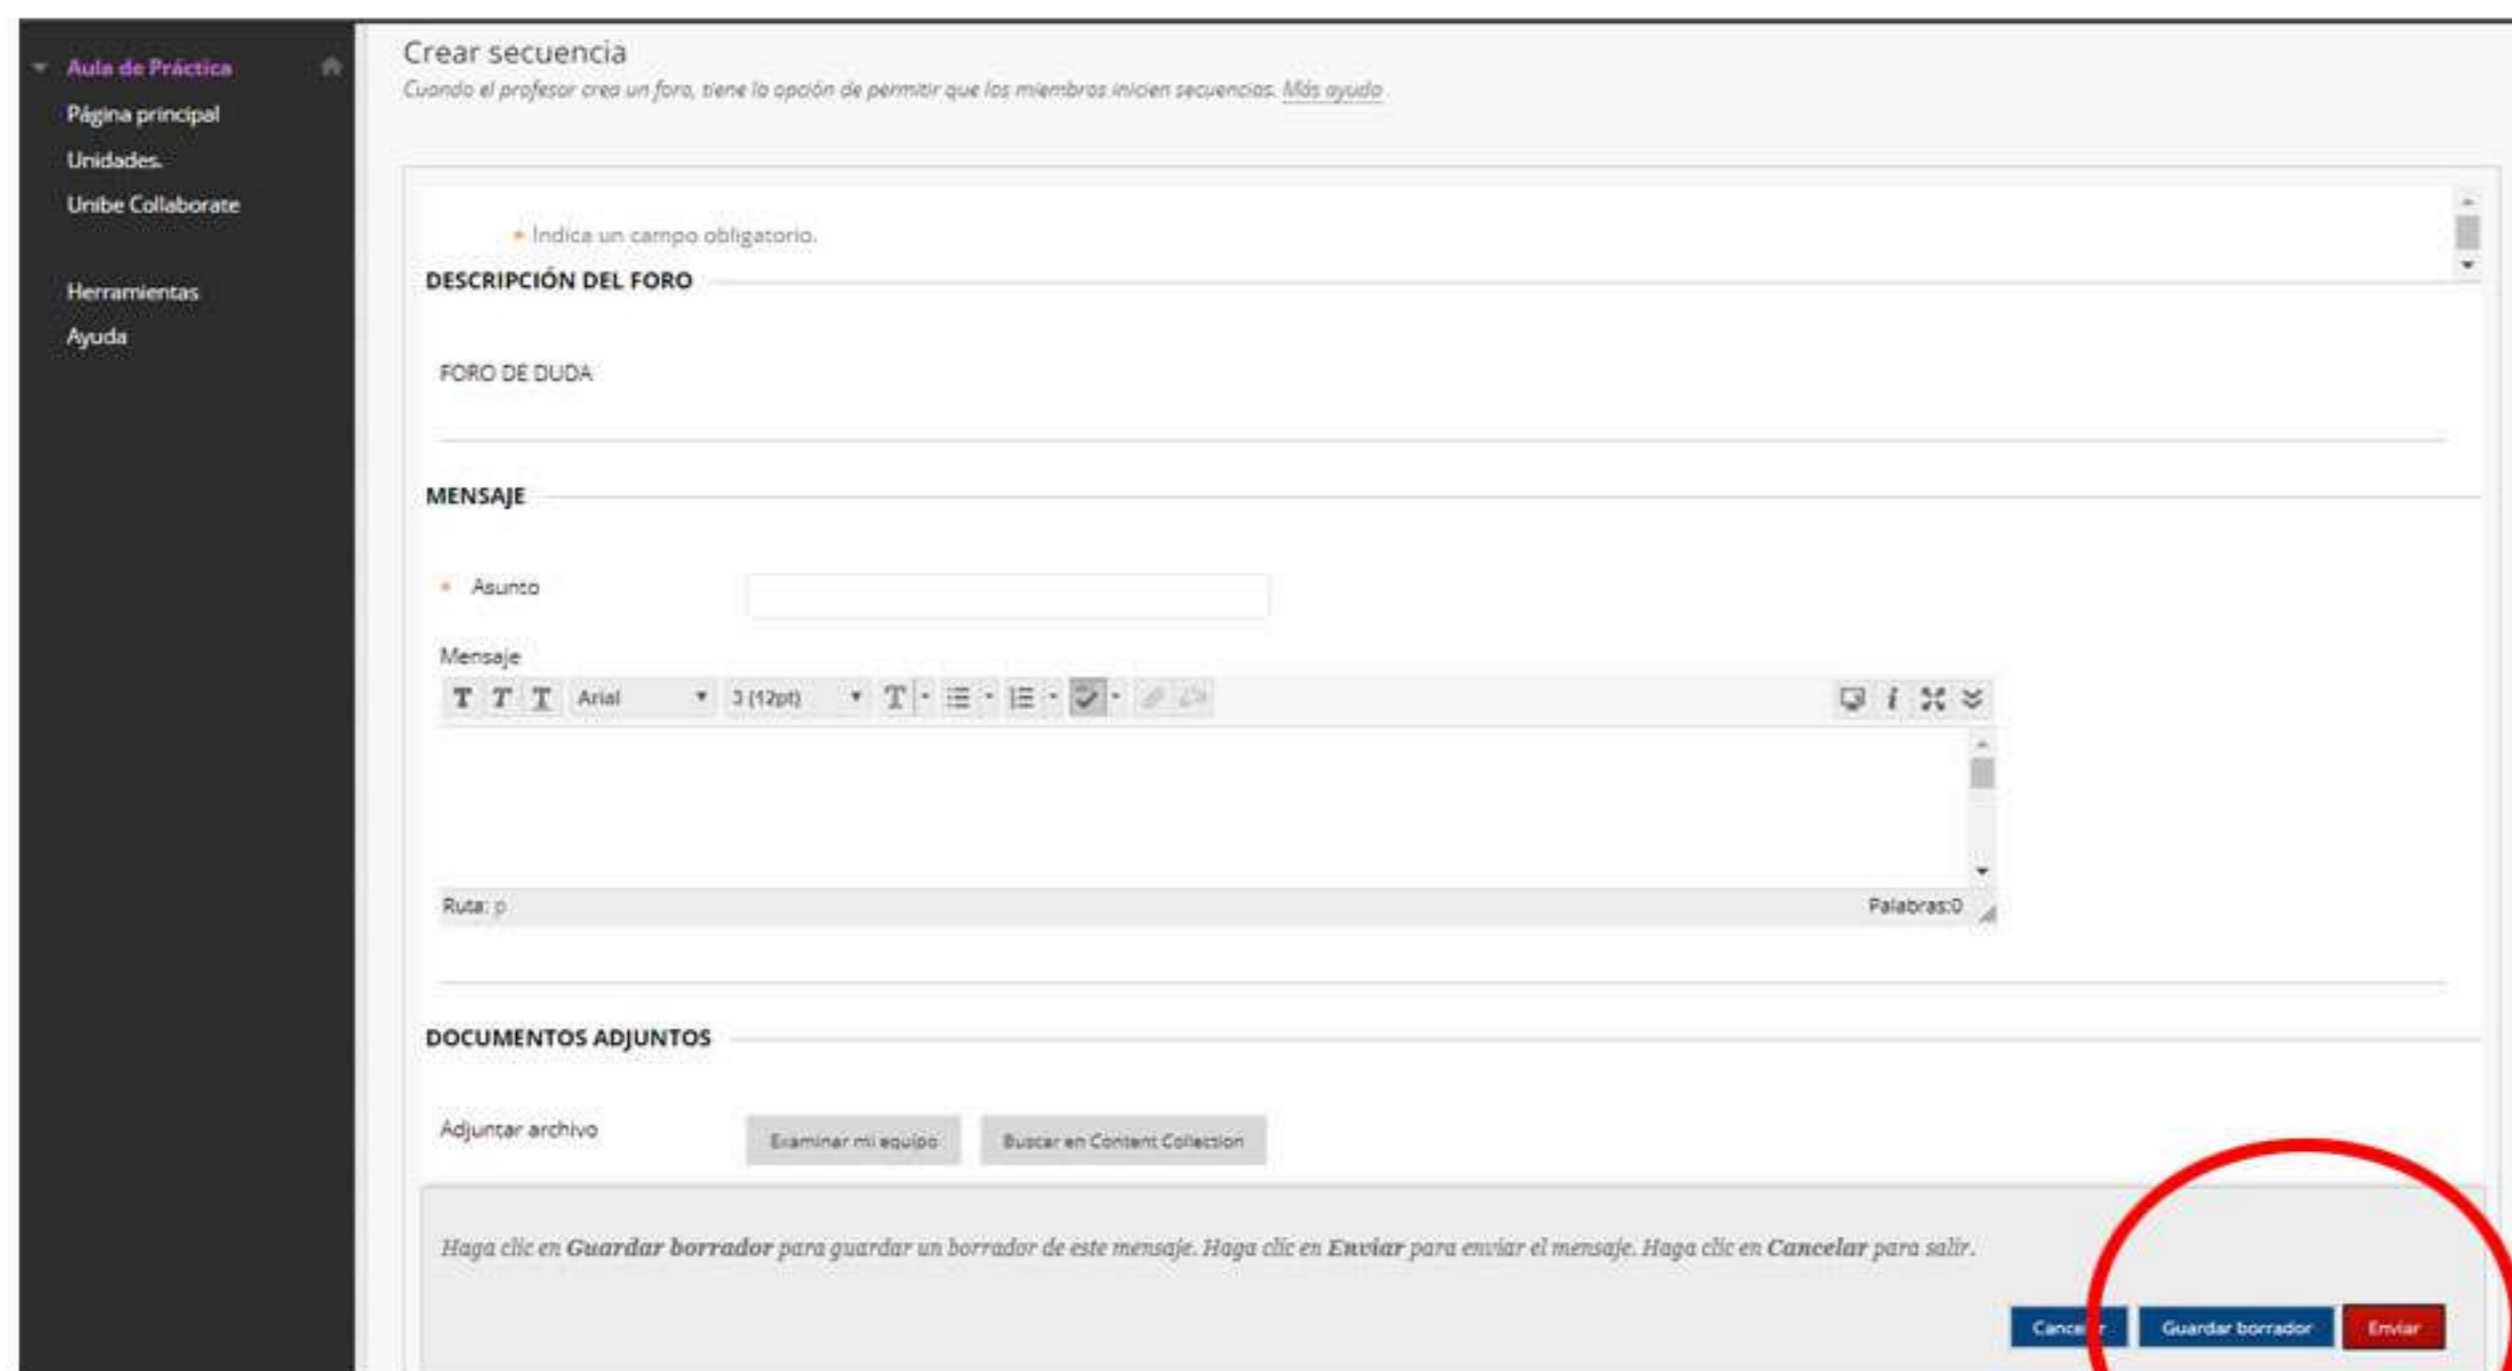 Aula de Práctica
Página principal
Unidades.
Unibe Collaborate
Herramientas
Ayuda
Crear secuencia
Cuando el profesor crea un foro, tiene la opción de permitir que los miembros inicien secuencias. Más ayuda
* Indica un campo obligatorio.
DESCRIPCIÓN DEL FORO
FORO DE DUDA
MENSAJE
* Asunto
Mensaje
T T T Arial 3 (12pt) T
Ruta: p Palabras:0
DOCUMENTOS ADJUNTOS
Adjuntar archivo Examinar mi equipo Buscar en Content Collection
Haga clic en Guardar borrador para guardar un borrador de este mensaje. Haga clic en Enviar para enviar el mensaje. Haga clic en Cancelar para salir.
Cancelar Guardar borrador Enviar